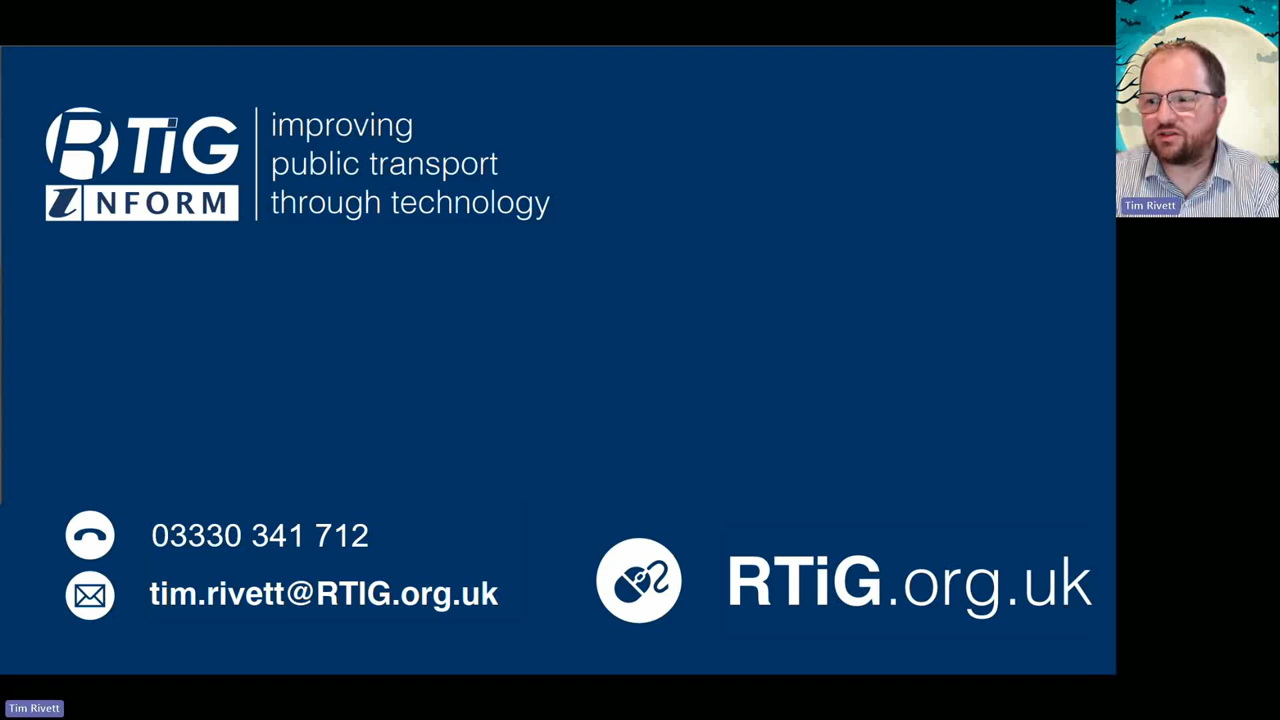 RTiG
iNFORM
improving
public transport
through technology
Tim Rivett
03330 341 712
tim.rivett@RTIG.org.uk
RTiG.org.uk
Tim Rivett